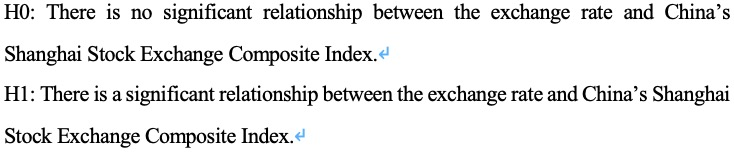 H0: There is no significant relationship between the exchange rate and China’s
Shanghai Stock Exchange Composite Index.
H1: There is a significant relationship between the exchange rate and China’s Shanghai
Stock Exchange Composite Index.